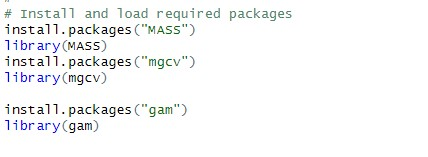 # Install and load required packages
install.packages("MASS")
library(MASS)
install.packages("mgcv")
library(mgcv)
install.packages("gam")
library(gam)